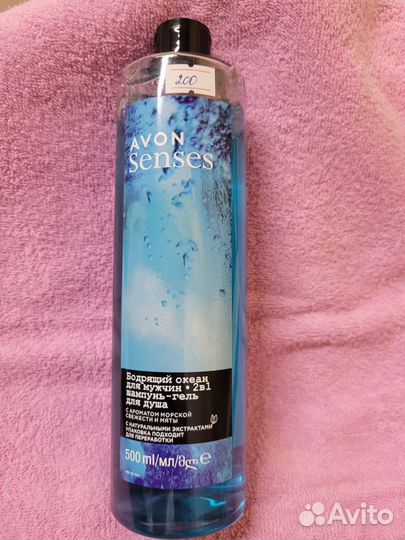 200
AVON
senses
Бодрящий океан
для мужчин • 2в1
шампунь-гель
для душа
С АРОМАТОМ МОРСКОЙ
СВЕЖЕСТИ И МЯТЫ
С НАТУРАЛЬНЫМИ ЭКСТРАКТАМИ
УПАКОВКА ПОДХОДИТ
ДЛЯ ПЕРЕРАБОТКИ
500 ml/мл/მლ ℮
Avito